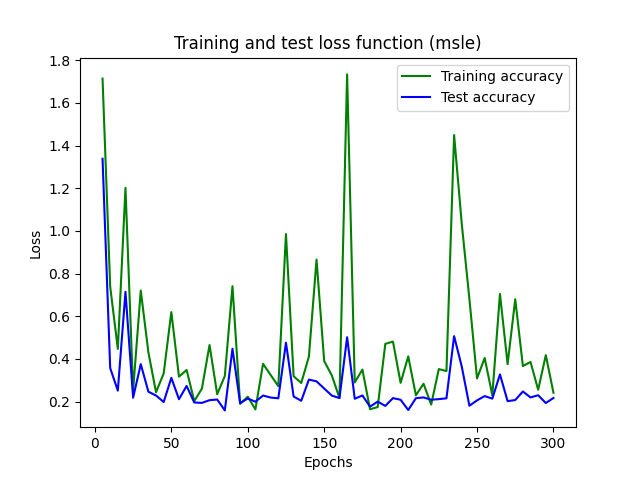 Training and test loss function (msle)
Training accuracy
Test accuracy
Loss
1.8
1.6
1.4
1.2
1.0
0.8
0.6
0.4
0.2
0 50 100 150 200 250 300
Epochs